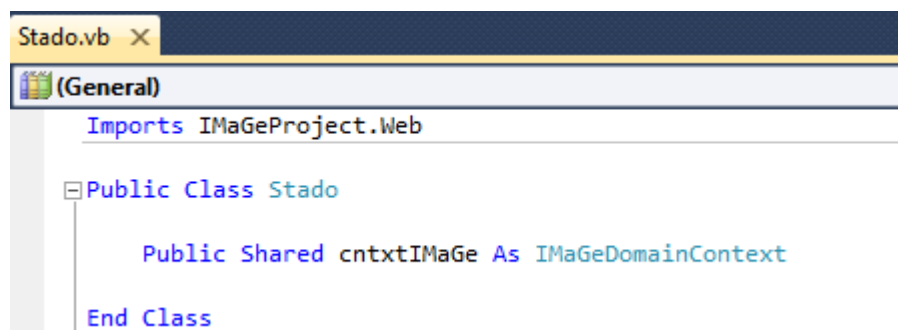 Stado.vb
(General)
Imports IMaGeProject.Web
Public Class Stado
Public Shared cntxtIMaGe As IMaGeDomainContext
End Class